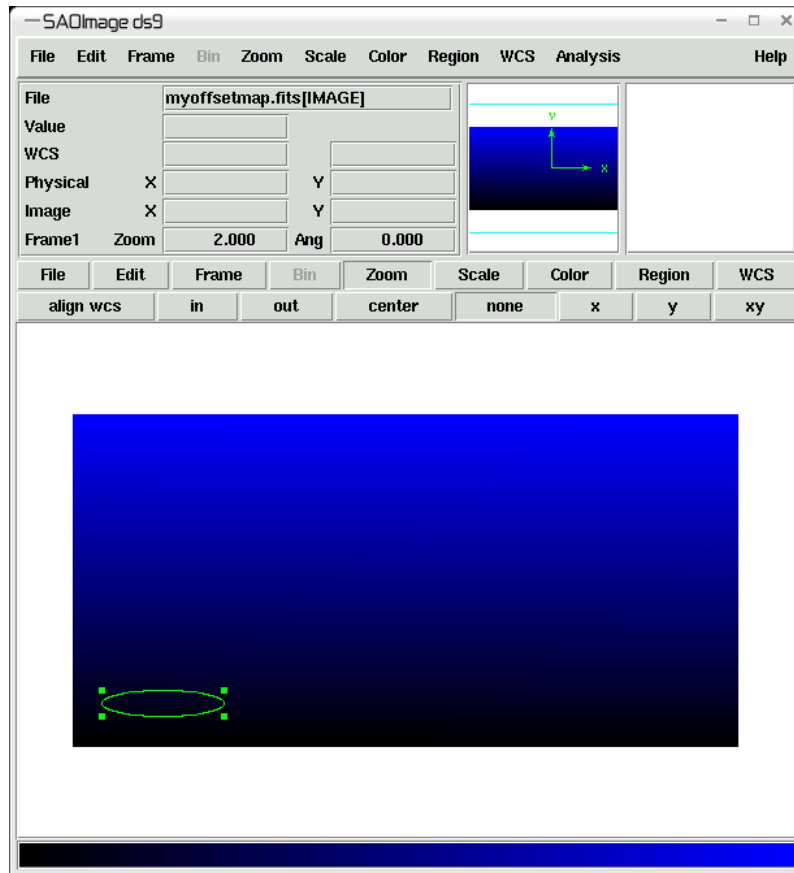 SAOImage ds9
File Edit Frame Bin Zoom Scale Color Region WCS Analysis Help
File myoffsetmap.fits[IMAGE]
Value
WCS
Physical X Y
Image X Y
Frame1 Zoom 2.000 Ang 0.000
Y
X
File Edit Frame Bin Zoom Scale Color Region WCS
align wcs in out center none x y xy